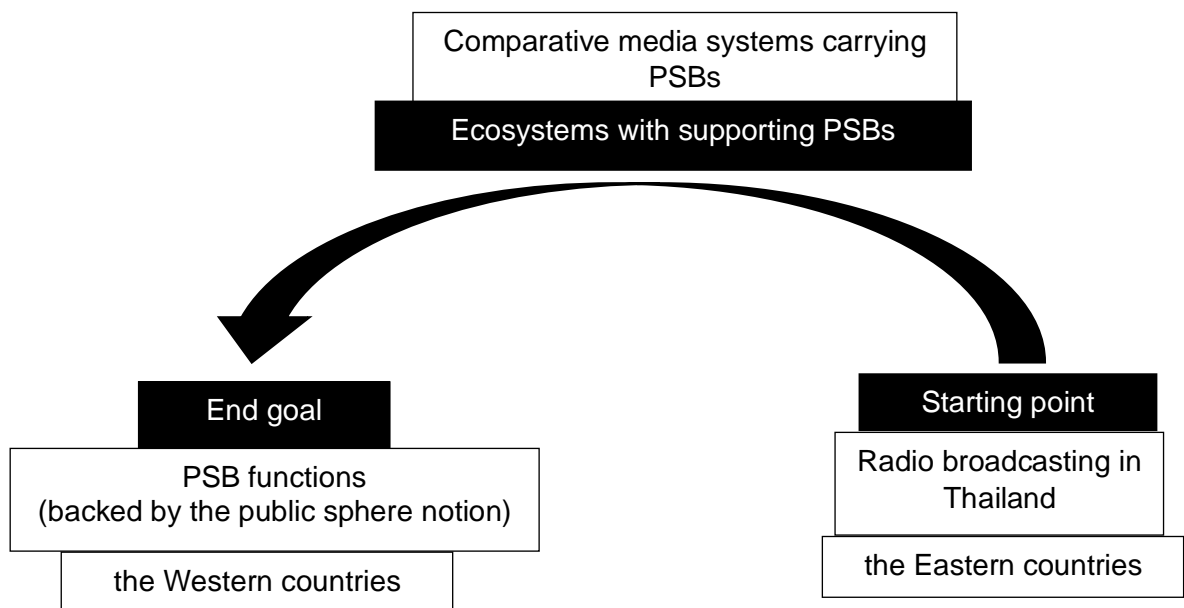 Comparative media systems carrying
PSBs
Ecosystems with supporting PSBs
End goal
PSB functions
(backed by the public sphere notion)
the Western countries
Starting point
Radio broadcasting in
Thailand
the Eastern countries